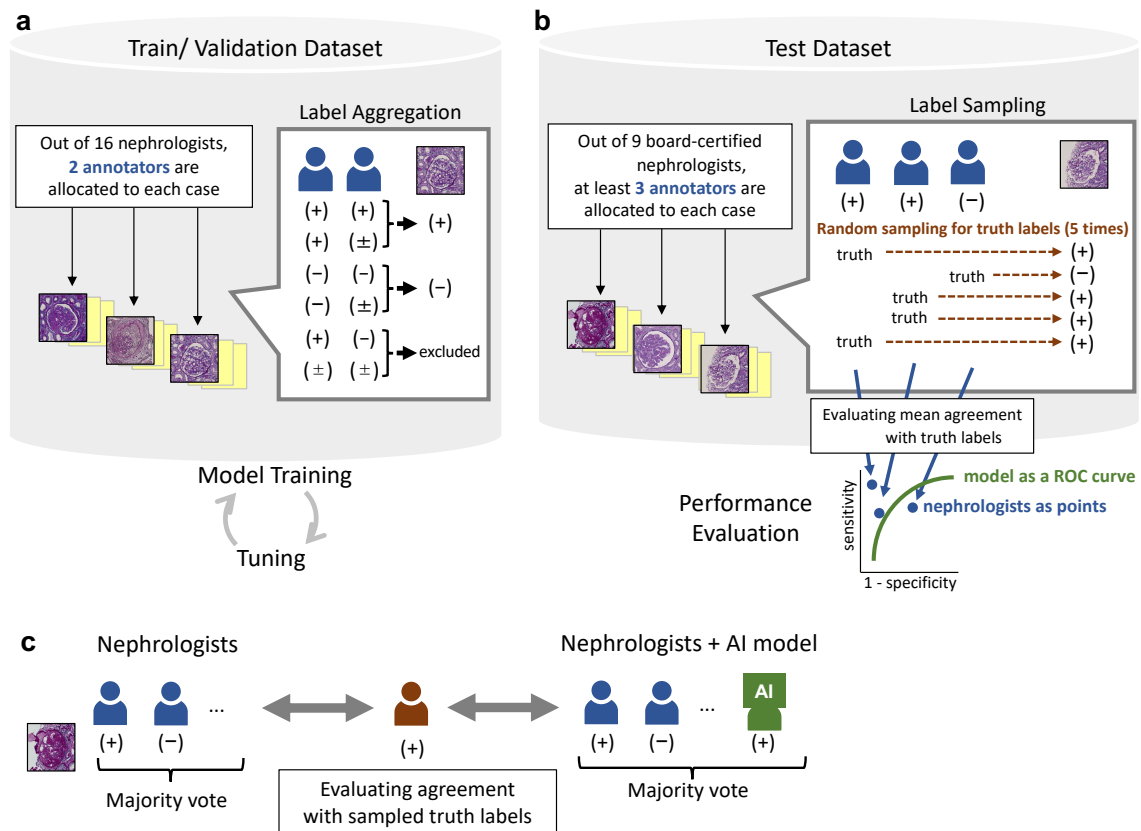 a
Train/ Validation Dataset
Label Aggregation
Out of 16 nephrologists,
2 annotators are
allocated to each case
(+) (+)
(+) (±)
(+)
(−) (−)
(−) (±)
(−)
(+) (−)
(±) (±)
excluded
Model Training
Tuning
b
Test Dataset
Label Sampling
Out of 9 board-certified
nephrologists,
at least 3 annotators are
allocated to each case
(+) (+) (−)
Random sampling for truth labels (5 times)
truth (+)
truth (−)
truth (+)
truth (+)
truth (+)
Evaluating mean agreement
with truth labels
Performance
Evaluation
sensitivity
model as a ROC curve
nephrologists as points
1 - specificity
c
Nephrologists
Nephrologists + AI model
... ... AI
(+) (−) (+) (+) (−) (+)
Majority vote
Evaluating agreement
with sampled truth labels
Majority vote